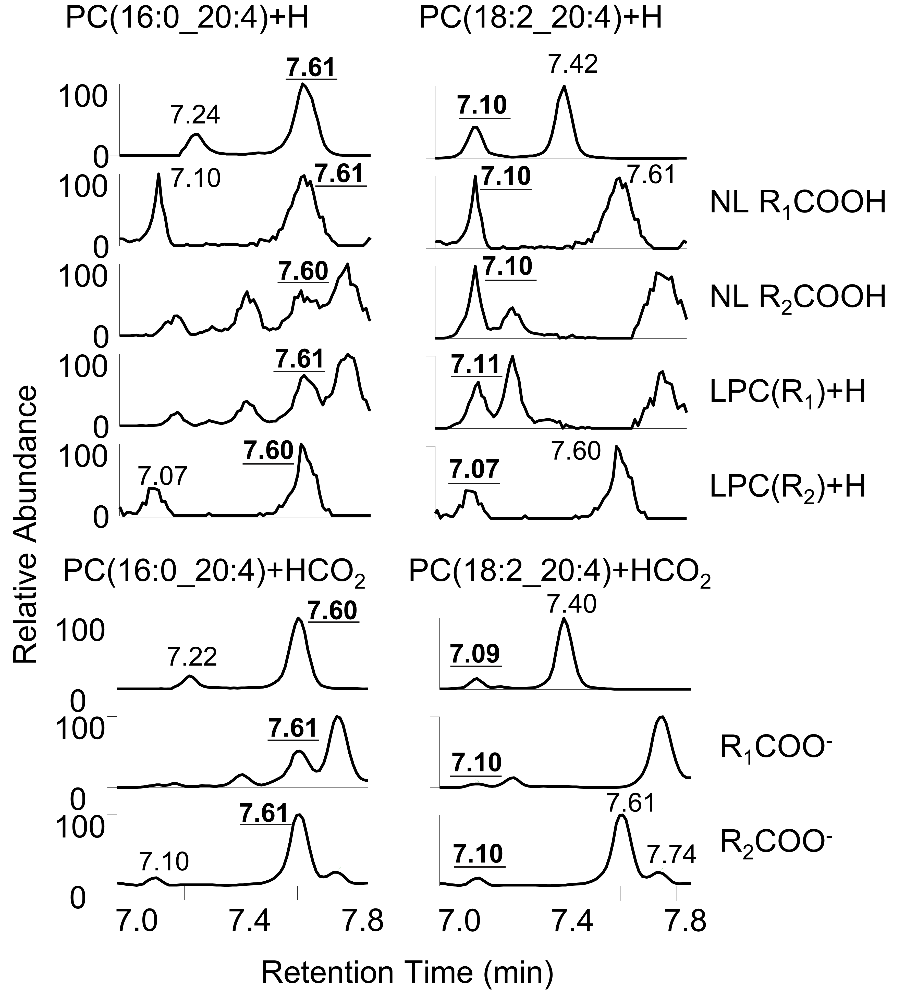 PC(16:0_20:4)+H PC(18:2_20:4)+H
7.61 7.42
100 7.24 7.10
0
100 7.10 7.61 7.10 7.61 NL R₁COOH
0
100 7.60 7.10 NL R₂COOH
0
100 7.61 7.11 LPC(R₁)+H
0
100 7.07 7.60 7.07 7.60 LPC(R₂)+H
0
Relative Abundance
PC(16:0_20:4)+HCO₂ PC(18:2_20:4)+HCO₂
100 7.22 7.60 7.09 7.40
0
100 7.61 7.10 R₁COO⁻
0
100 7.10 7.61 7.10 7.61 7.74 R₂COO⁻
0
7.0 7.4 7.8 7.0 7.4 7.8
Retention Time (min)